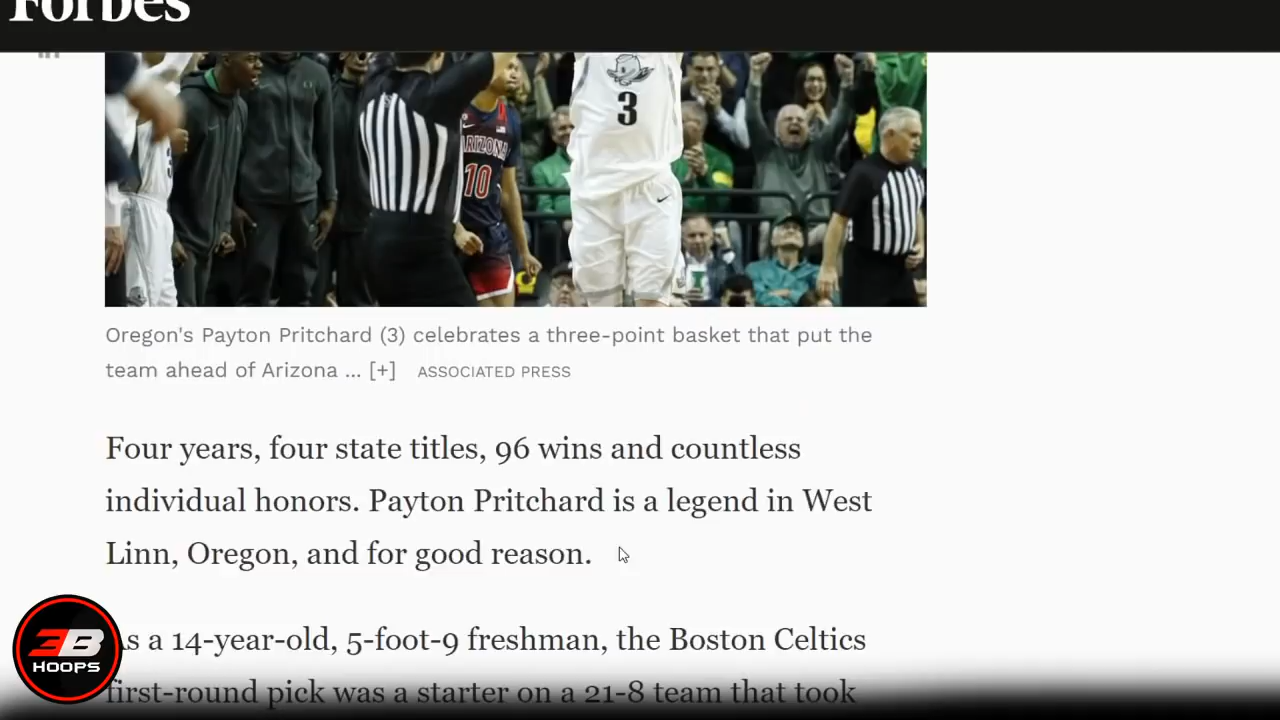 Forbes
3
ARIZONA
10
Oregon's Payton Pritchard (3) celebrates a three-point basket that put the
team ahead of Arizona ... [+] ASSOCIATED PRESS
Four years, four state titles, 96 wins and countless
individual honors. Payton Pritchard is a legend in West
Linn, Oregon, and for good reason.
As a 14-year-old, 5-foot-9 freshman, the Boston Celtics
first-round pick was a starter on a 21-8 team that took
3B
HOOPS